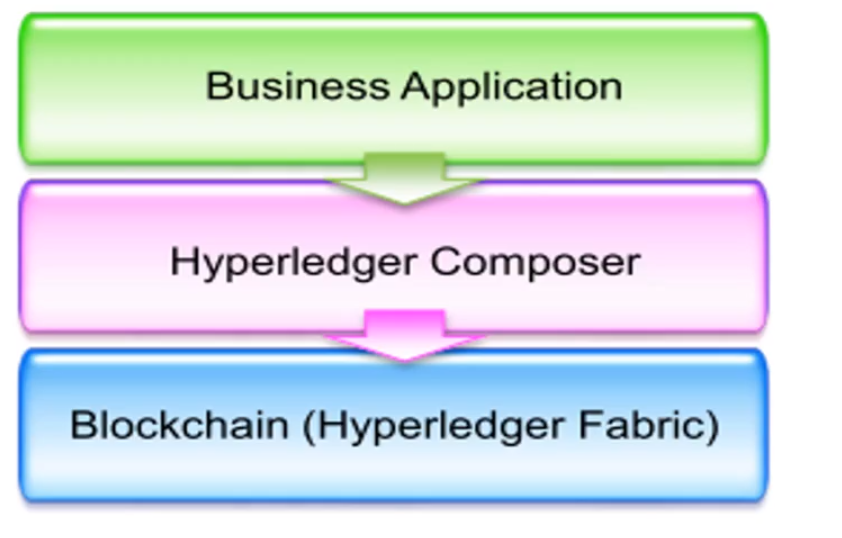 Business Application
Hyperledger Composer
Blockchain (Hyperledger Fabric)